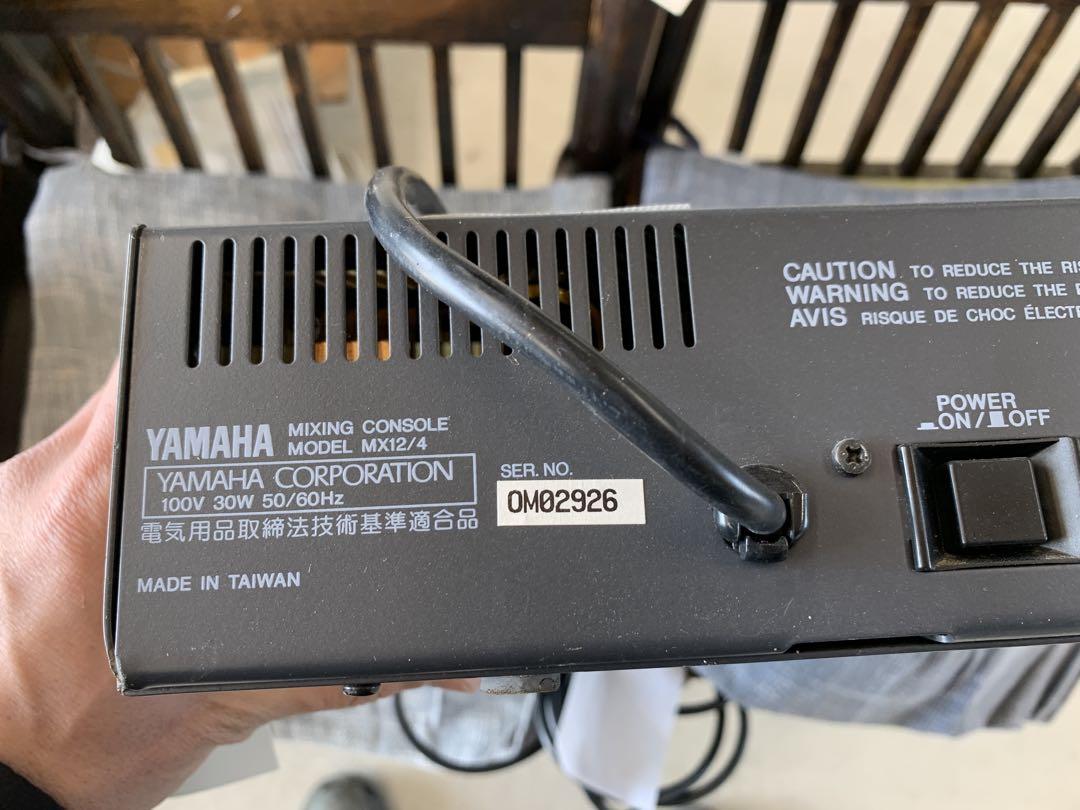 YAMAHA MIXING CONSOLE
MODEL MX12/4
YAMAHA CORPORATION
100V 30W 50/60Hz
電気用品取締法技術基準適合品
MADE IN TAIWAN
SER. NO.
OM02926
CAUTION TO REDUCE THE
WARNING TO REDUCE THE
AVIS RISQUE DE CHOC
POWER
ON/OFF